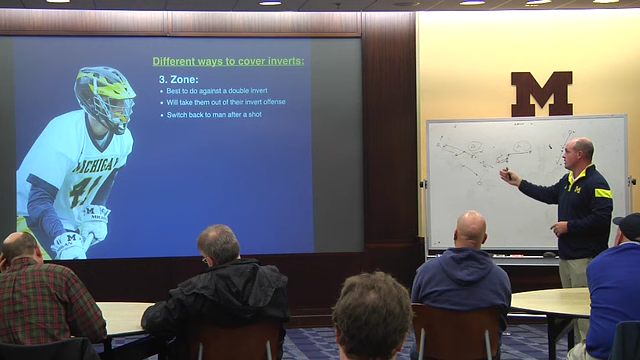 Different ways to cover inverts:
3. Zone:
• Best to do against a double invert
• Will take them out of their invert offense
• Switch back to man after a shot
MICHIGAN
M
M
M